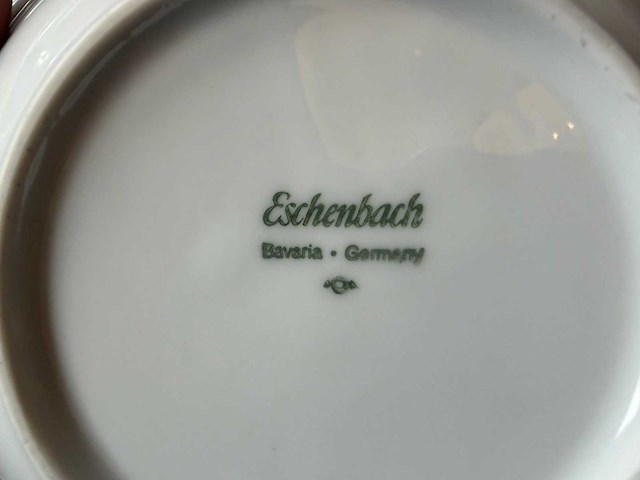 Eschenbach
Bavaria • Germany